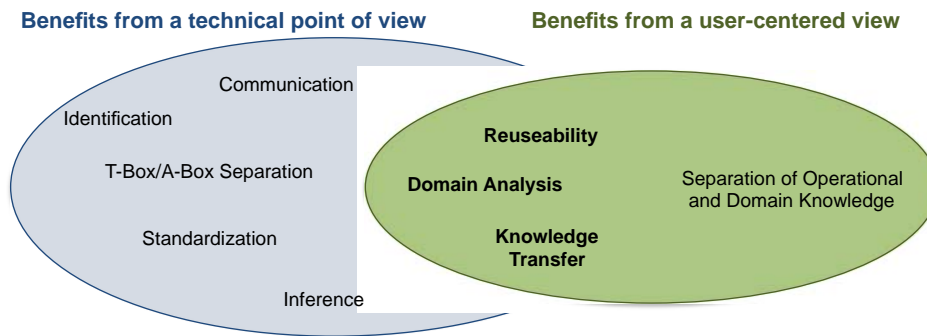 Benefits from a technical point of view
Benefits from a user-centered view
Communication
Identification
T-Box/A-Box Separation
Standardization
Inference
Reuseability
Domain Analysis
Knowledge
Transfer
Separation of Operational
and Domain Knowledge